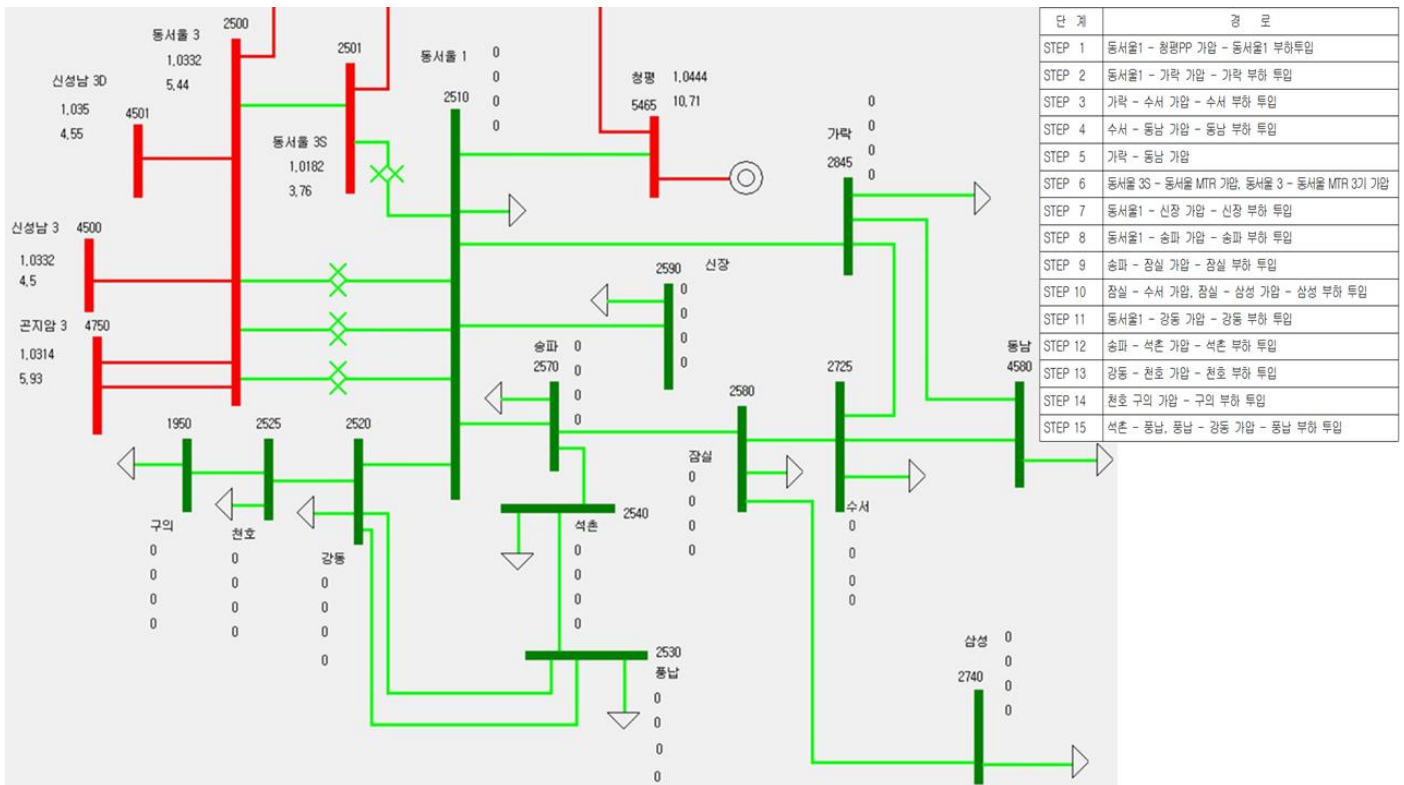 동서울 3
2500
1,0332
5,44
2501
신성남 3D
1,035
4,55
4501
동서울 3S
1,0182
3,76
동서울 1
0
0
0
0
2510
청평
1,0444
5465
10,71
가락
2845
0
0
0
0
신성남 3
4500
1,0332
4,5
곤지암 3
4750
1,0314
5,93
2590
신장
0
0
0
0
송파
2570
0
0
0
0
2580
잠실
0
0
0
0
2725
수서
0
0
0
0
동남
4580
1950
구의
0
0
0
0
2525
천호
0
0
0
0
2520
강동
0
0
0
0
2540
석촌
0
0
0
0
2530
풍납
0
0
0
0
삼성
2740
0
0
0
0
단 계 경 로
STEP 1 동서울1 - 청평PP 가압 - 동서울1 부하투입
STEP 2 동서울1 - 가락 가압 - 가락 부하 투입
STEP 3 가락 - 수서 가압 - 수서 부하 투입
STEP 4 수서 - 동남 가압 - 동남 부하 투입
STEP 5 가락 - 동남 가압
STEP 6 동서울 3S - 동서울 MTR 가압, 동서울 3 - 동서울 MTR 3기 가압
STEP 7 동서울1 - 신장 가압 - 신장 부하 투입
STEP 8 동서울1 - 송파 가압 - 송파 부하 투입
STEP 9 송파 - 잠실 가압 - 잠실 부하 투입
STEP 10 잠실 - 수서 가압, 잠실 - 삼성 가압 - 삼성 부하 투입
STEP 11 동서울1 - 강동 가압 - 강동 부하 투입
STEP 12 송파 - 석촌 가압 - 석촌 부하 투입
STEP 13 강동 - 천호 가압 - 천호 부하 투입
STEP 14 천호 구의 가압 - 구의 부하 투입
STEP 15 석촌 - 풍납, 풍납 - 강동 가압 - 풍납 부하 투입